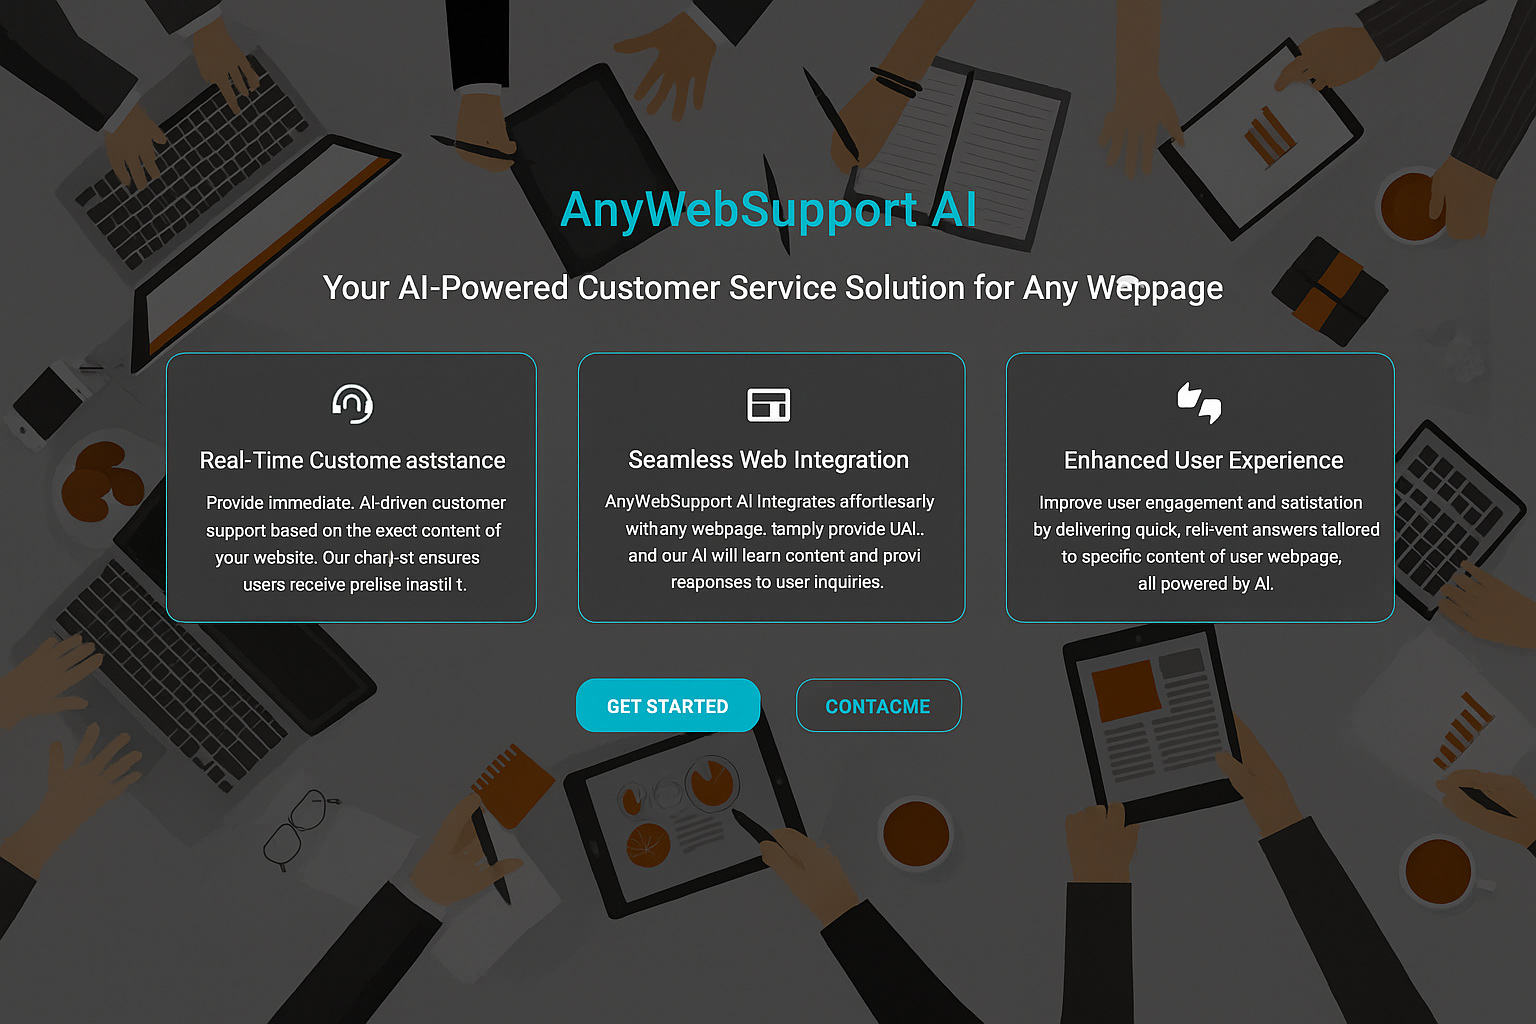 AnyWebSupport AI
Your AI-Powered Customer Service Solution for Any Weppage
Real-Time Custome aststance
Provide immediate. AI-driven customer
support based on the exect content of
your website. Our charj-st ensures
users receive prelise inastil t.
Seamless Web Integration
AnyWebSupport AI Integrates affortlesarly
withany webpage. tamply provide UAI..
and our AI will learn content and provi
reaponses to user inquiries.
Enhanced User Experience
Improve user engagement and satistation
by delivering quick, reli-vent answers tailored
to specific content of user webpage,
all powered by AI.
GET STARTED
CONTACME